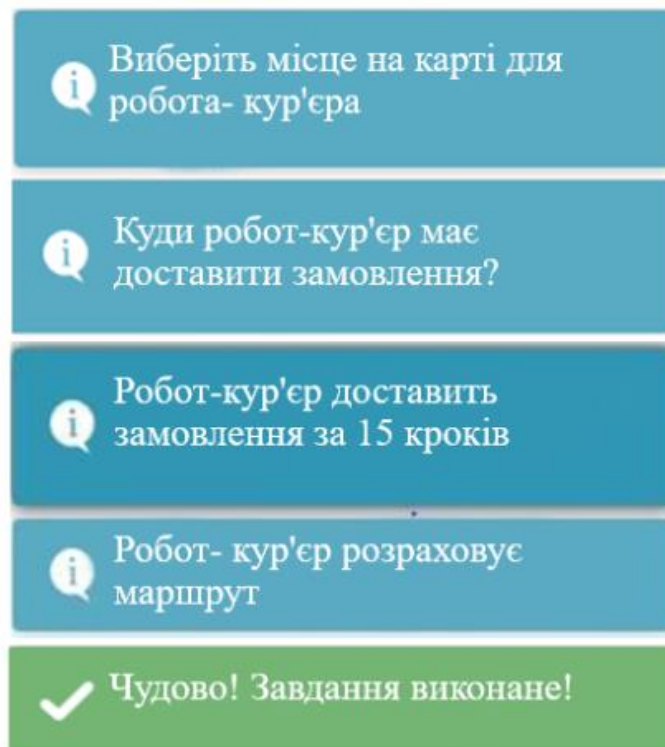 Виберіть місце на карті для
робота- кур'єра
Куди робот-кур'єр має
доставити замовлення?
Робот-кур'єр доставить
замовлення за 15 кроків
Робот- кур'єр розраховує
маршрут
Чудово! Завдання виконане!